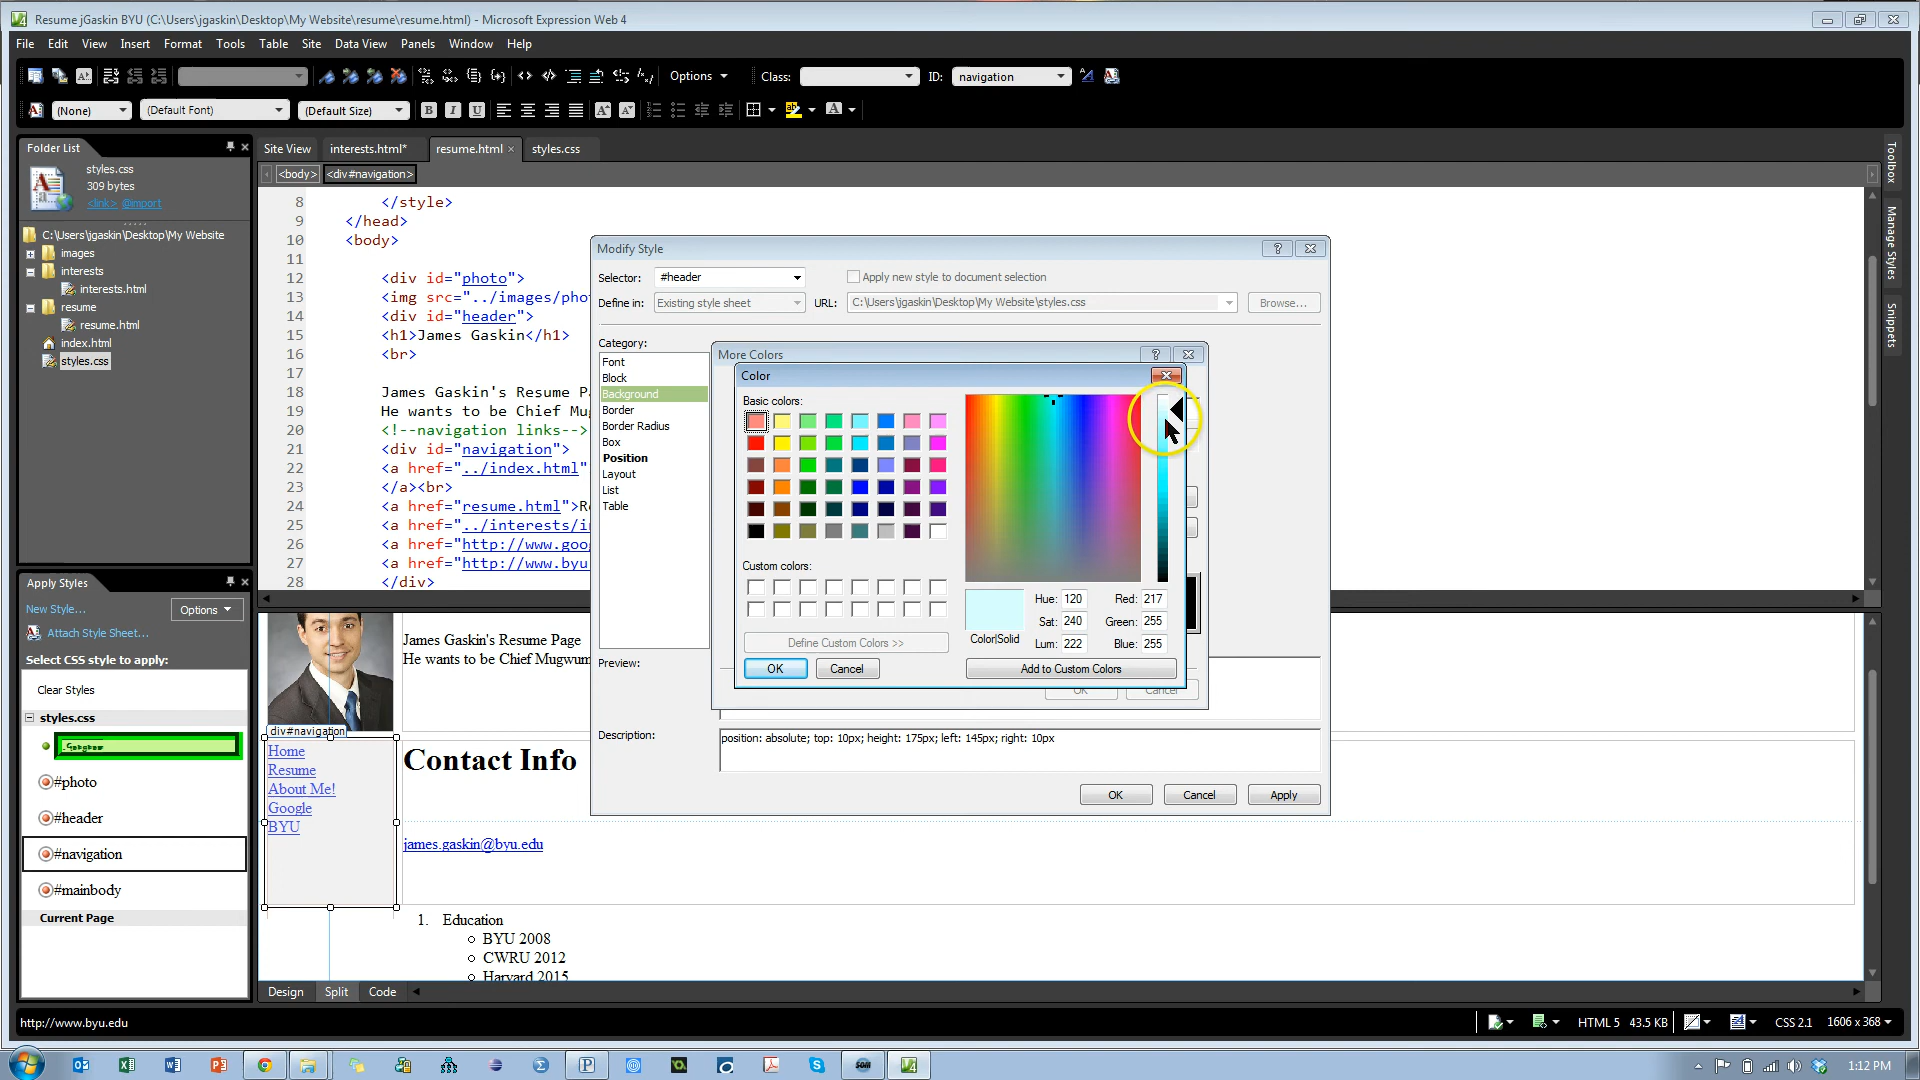 Resume jGaskin BYU (C:\Users\jgaskin\Desktop\My Website\resume\resume.html) - Microsoft Expression Web 4
File Edit View Insert Format Tools Table Site Data View Panels Window Help
Options Class: ID: navigation
(None) (Default Font) (Default Size) B I U A
Folder List
styles.css
309 bytes
<link> @import
C:\Users\jgaskin\Desktop\My Website
images
interests
interests.html
resume
resume.html
index.html
styles.css
Site View interests.html* resume.html × styles.css
<body> <div#navigation>
8 </style>
9 </head>
10 <body>
11
12 <div id="photo">
13 <img src="../images/pho
14 <div id="header">
15 <h1>James Gaskin</h1>
16 <br>
17
18 James Gaskin's Resume P
19 He wants to be Chief Mug
20 <!--navigation links-->
21 <div id="navigation">
22 <a href="../index.html"
23 </a><br>
24 <a href="resume.html">R
25 <a href="../interests/i
26 <a href="http://www.goo
27 <a href="http://www.byu
28 </div>
Toolbox
Manage Styles
Snippets
Modify Style
Selector: #header Apply new style to document selection
Define in: Existing style sheet URL: C:\Users\jgaskin\Desktop\My Website\styles.css Browse...
Category:
Font
Block
Background
Border
Border Radius
Box
Position
Layout
List
Table
Preview:
Description: position: absolute; top: 10px; height: 175px; left: 145px; right: 10px
OK Cancel Apply
More Colors
OK Cancel
Color
Basic colors:
Custom colors:
Define Custom Colors >>
OK Cancel
Color|Solid
Hue: 120 Red: 217
Sat: 240 Green: 255
Lum: 222 Blue: 255
Add to Custom Colors
Apply Styles
New Style... Options
Attach Style Sheet...
Select CSS style to apply:
Clear Styles
styles.css
#photo
#header
#navigation
#mainbody
Current Page
James Gaskin's Resume Page
He wants to be Chief Mugwum
div#navigation
Home
Resume
About Me!
Google
BYU
Contact Info
james.gaskin@byu.edu
1. Education
BYU 2008
CWRU 2012
Harvard 2015
Design Split Code
http://www.byu.edu HTML 5 43.5 KB CSS 2.1 1606 x 368
1:12 PM